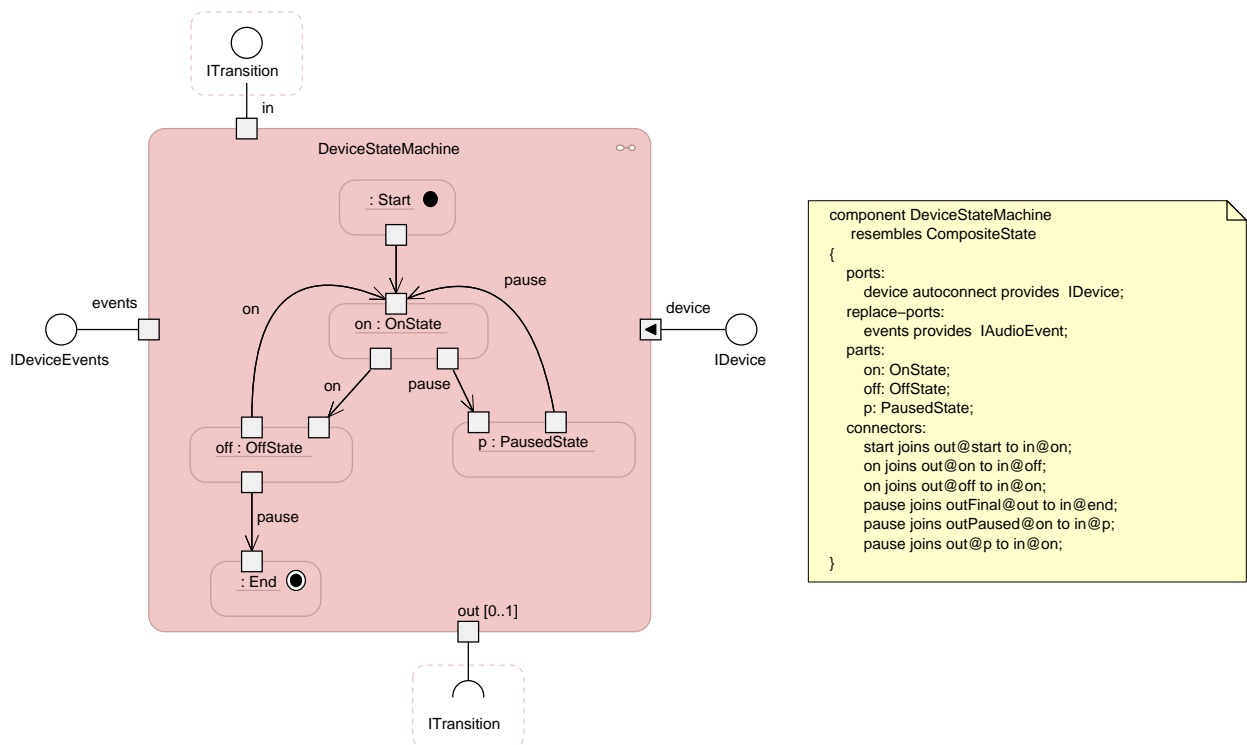 ITransition
in
DeviceStateMachine
: Start
events
on
pause
device
on : OnState
IDeviceEvents
IDevice
on
pause
off : OffState
p : PausedState
pause
: End
out [0..1]
ITransition
component DeviceStateMachine
resembles CompositeState
{
ports:
device autoconnect provides IDevice;
replace−ports:
events provides IAudioEvent;
parts:
on: OnState;
off: OffState;
p: PausedState;
connectors:
start joins out@start to in@on;
on joins out@on to in@off;
on joins out@off to in@on;
pause joins outFinal@out to in@end;
pause joins outPaused@on to in@p;
pause joins out@p to in@on;
}